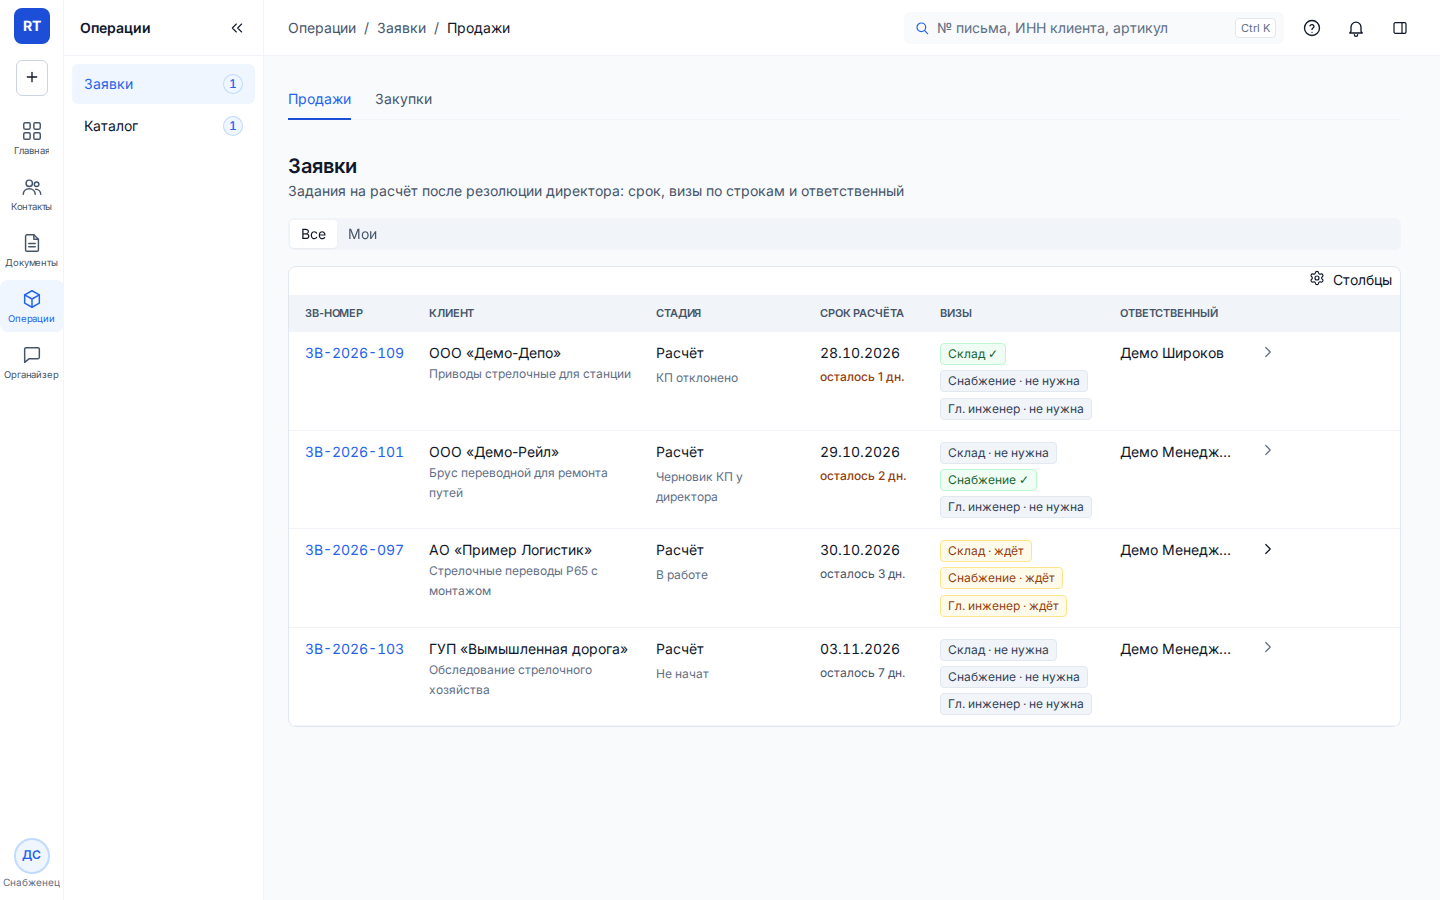 RT
Операции
Операции / Заявки / Продажи
№ письма, ИНН клиента, артикул
Ctrl K
Главная
Контакты
Документы
Операции
Органайзер
Заявки 1
Каталог 1
Продажи
Закупки
Заявки
Задания на расчёт после резолюции директора: срок, визы по строкам и ответственный
Все
Мои
Столбцы
ЗВ-НОМЕР КЛИЕНТ СТАДИЯ СРОК РАСЧЁТА ВИЗЫ ОТВЕТСТВЕННЫЙ
ЗВ-2026-109
ООО «Демо-Депо»
Приводы стрелочные для станции
Расчёт
КП отклонено
28.10.2026
осталось 1 дн.
Склад ✓
Снабжение · не нужна
Гл. инженер · не нужна
Демо Широков
ЗВ-2026-101
ООО «Демо-Рейл»
Брус переводной для ремонта
путей
Расчёт
Черновик КП у
директора
29.10.2026
осталось 2 дн.
Склад · не нужна
Снабжение ✓
Гл. инженер · не нужна
Демо Менедж...
ЗВ-2026-097
АО «Пример Логистик»
Стрелочные переводы Р65 с
монтажом
Расчёт
В работе
30.10.2026
осталось 3 дн.
Склад · ждёт
Снабжение · ждёт
Гл. инженер · ждёт
Демо Менедж...
ЗВ-2026-103
ГУП «Вымышленная дорога»
Обследование стрелочного
хозяйства
Расчёт
Не начат
03.11.2026
осталось 7 дн.
Склад · не нужна
Снабжение · не нужна
Гл. инженер · не нужна
Демо Менедж...
ДС
Снабженец